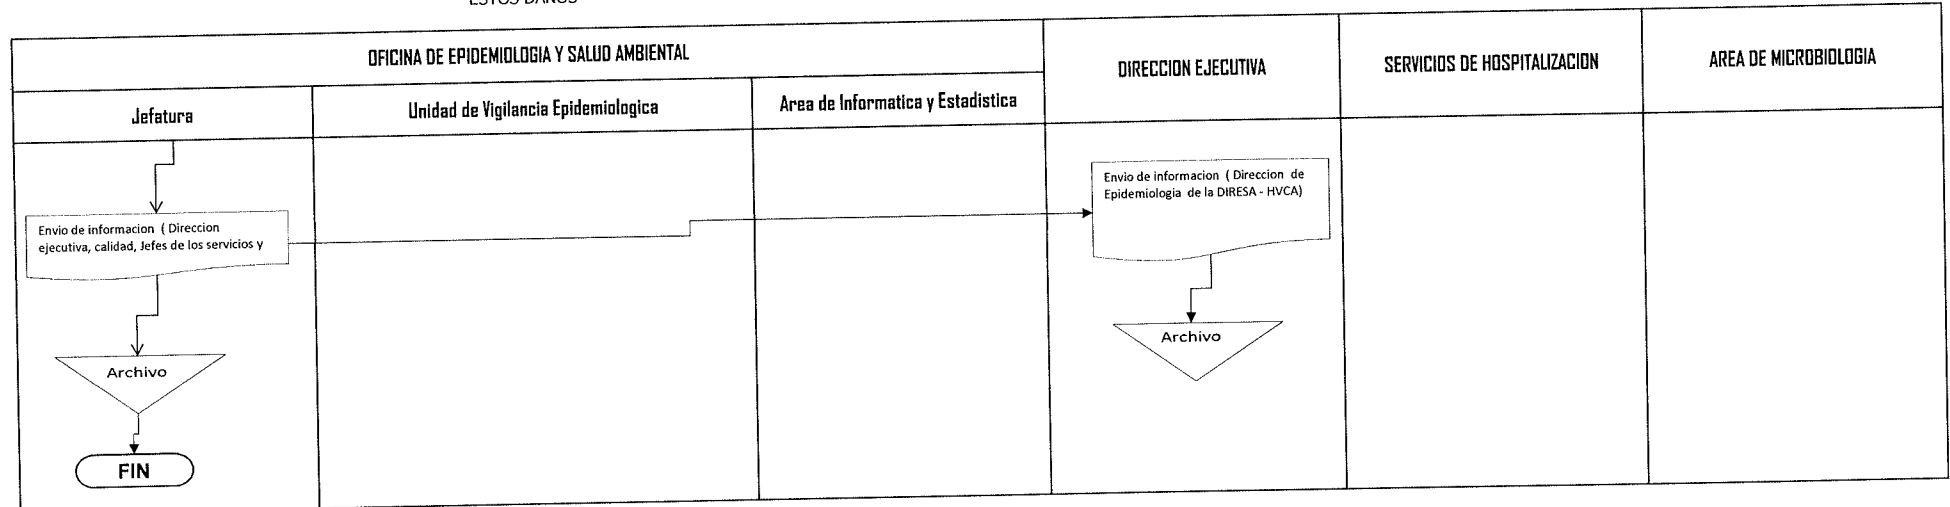 ESTOS DAÑOS
OFICINA DE EPIDEMIOLOGIA Y SALUD AMBIENTAL
DIRECCION EJECUTIVA
SERVICIOS DE HOSPITALIZACION
AREA DE MICROBIOLOGIA
Jefatura
Unidad de Vigilancia Epidemiologica
Area de Informatica y Estadistica
Envio de informacion ( Direccion
ejecutiva, calidad, Jefes de los servicios y
Envio de informacion ( Direccion de
Epidemiologia de la DIRESA - HVCA)
Archivo
Archivo
FIN